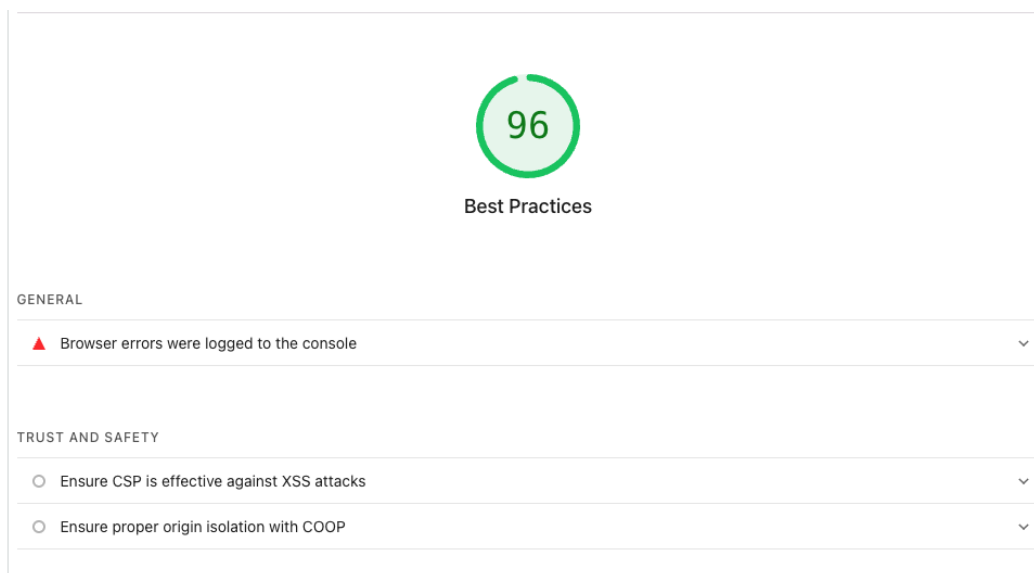 96
Best Practices
GENERAL
Browser errors were logged to the console
TRUST AND SAFETY
Ensure CSP is effective against XSS attacks
Ensure proper origin isolation with COOP